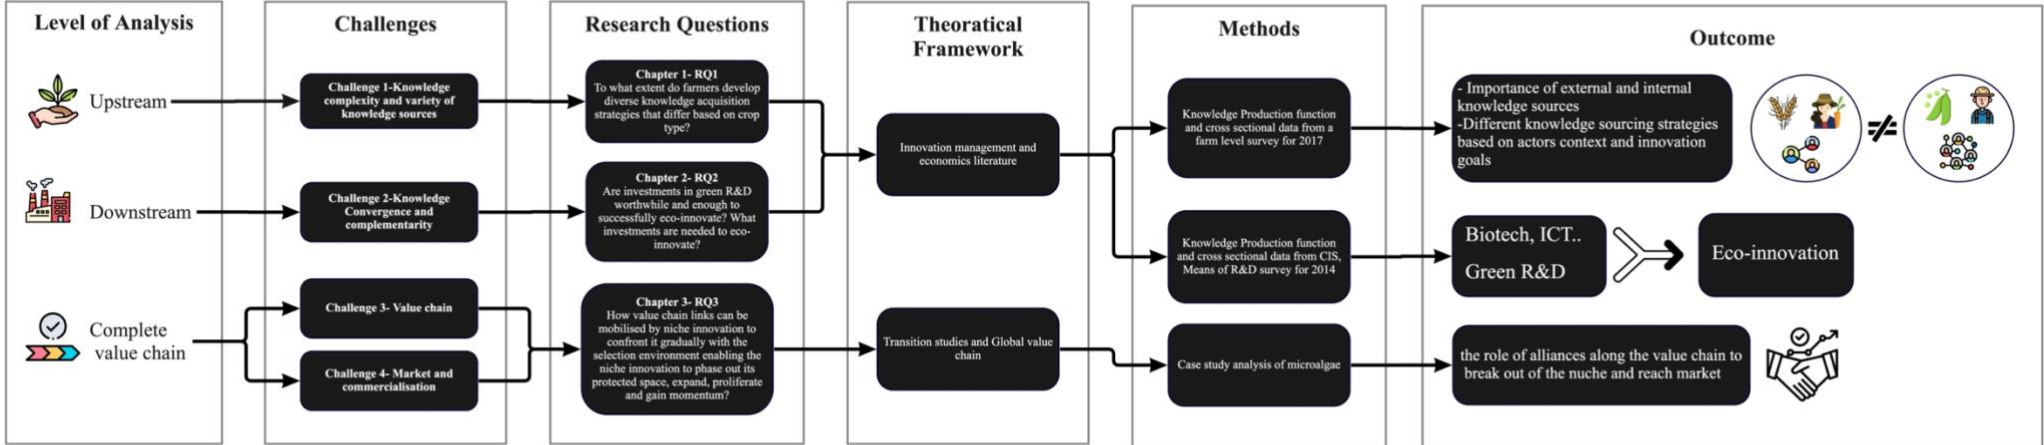 Level of Analysis
Upstream
Downstream
Complete
value chain
Challenges
Challenge 1-Knowledge
complexity and variety of
knowledge sources
Challenge 2-Knowledge
Convergence and
complementarity
Challenge 3- Value chain
Challenge 4- Market and
commercialisation
Research Questions
Chapter 1- RQ1
To what extent do farmers develop
diverse knowledge acquisition
strategies that differ based on crop
type?
Chapter 2- RQ2
Are investments in green R&D
worthwhile and enough to
successfully eco-innovate? What
investments are needed to eco-
innovate?
Chapter 3- RQ3
How value chain links can be
mobilised by niche innovation to
confront it gradually with the
selection environment enabling the
niche innovation to phase out its
protected space, expand, proliferate
and gain momentum?
Theoratical
Framework
Innovation management and
economics literature
Transition studies and Global value
chain
Methods
Knowledge Production function
and cross sectional data from a
farm level survey for 2017
Knowledge Production function
and cross sectional data from CIS,
Means of R&D survey for 2014
Case study analysis of microalgae
Outcome
- Importance of external and internal
knowledge sources
-Different knowledge sourcing strategies
based on actors context and innovation
goals
≠
Biotech, ICT..
Green R&D
Eco-innovation
the role of alliances along the value chain to
break out of the nuche and reach market